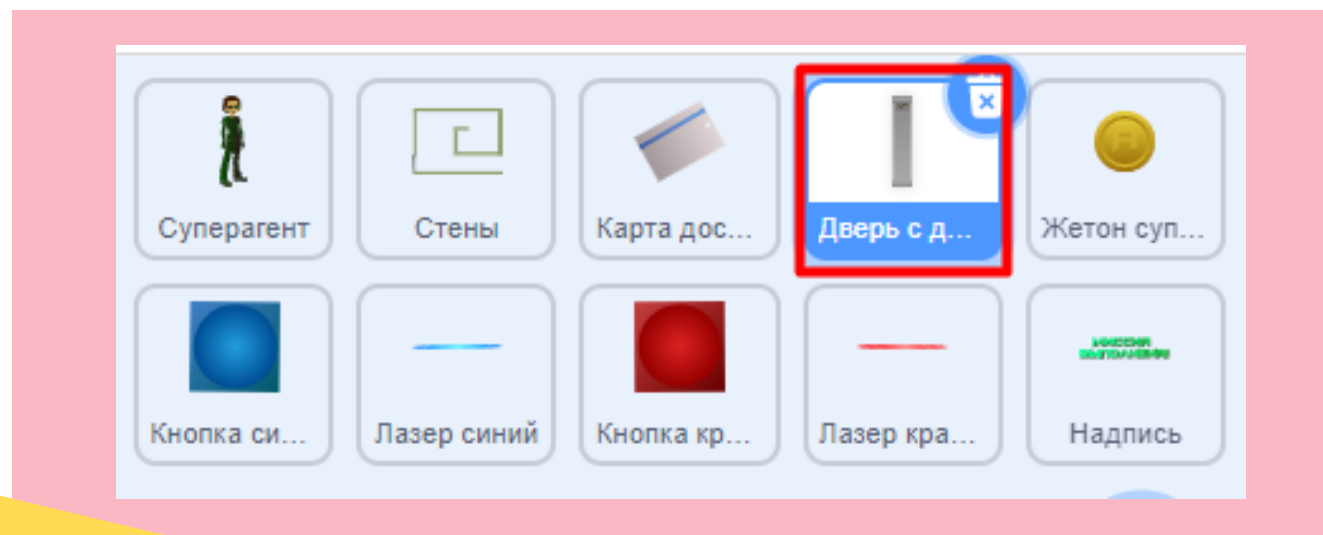 Суперагент
Стены
Карта дос...
Дверь с д...
Жетон суп...
Кнопка си...
Лазер синий
Кнопка кр...
Лазер кра...
Надпись